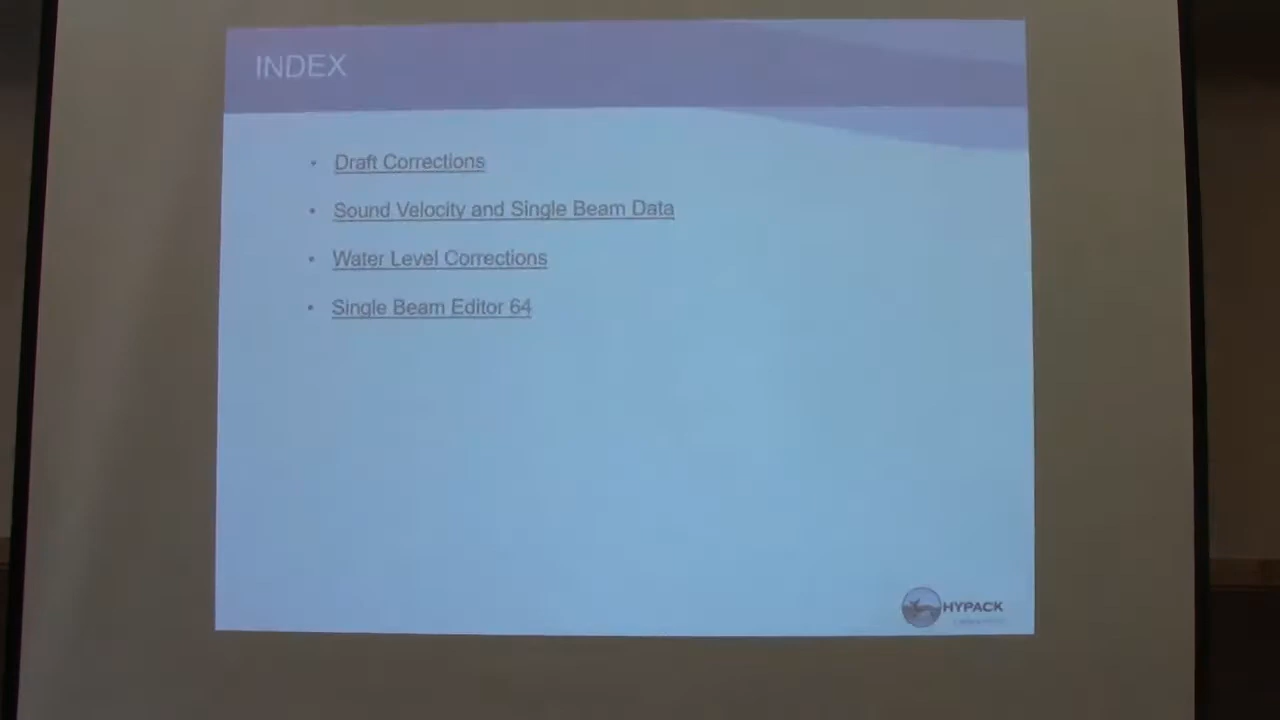 INDEX
• Draft Corrections
• Sound Velocity and Single Beam Data
• Water Level Corrections
• Single Beam Editor 64
HYPACK